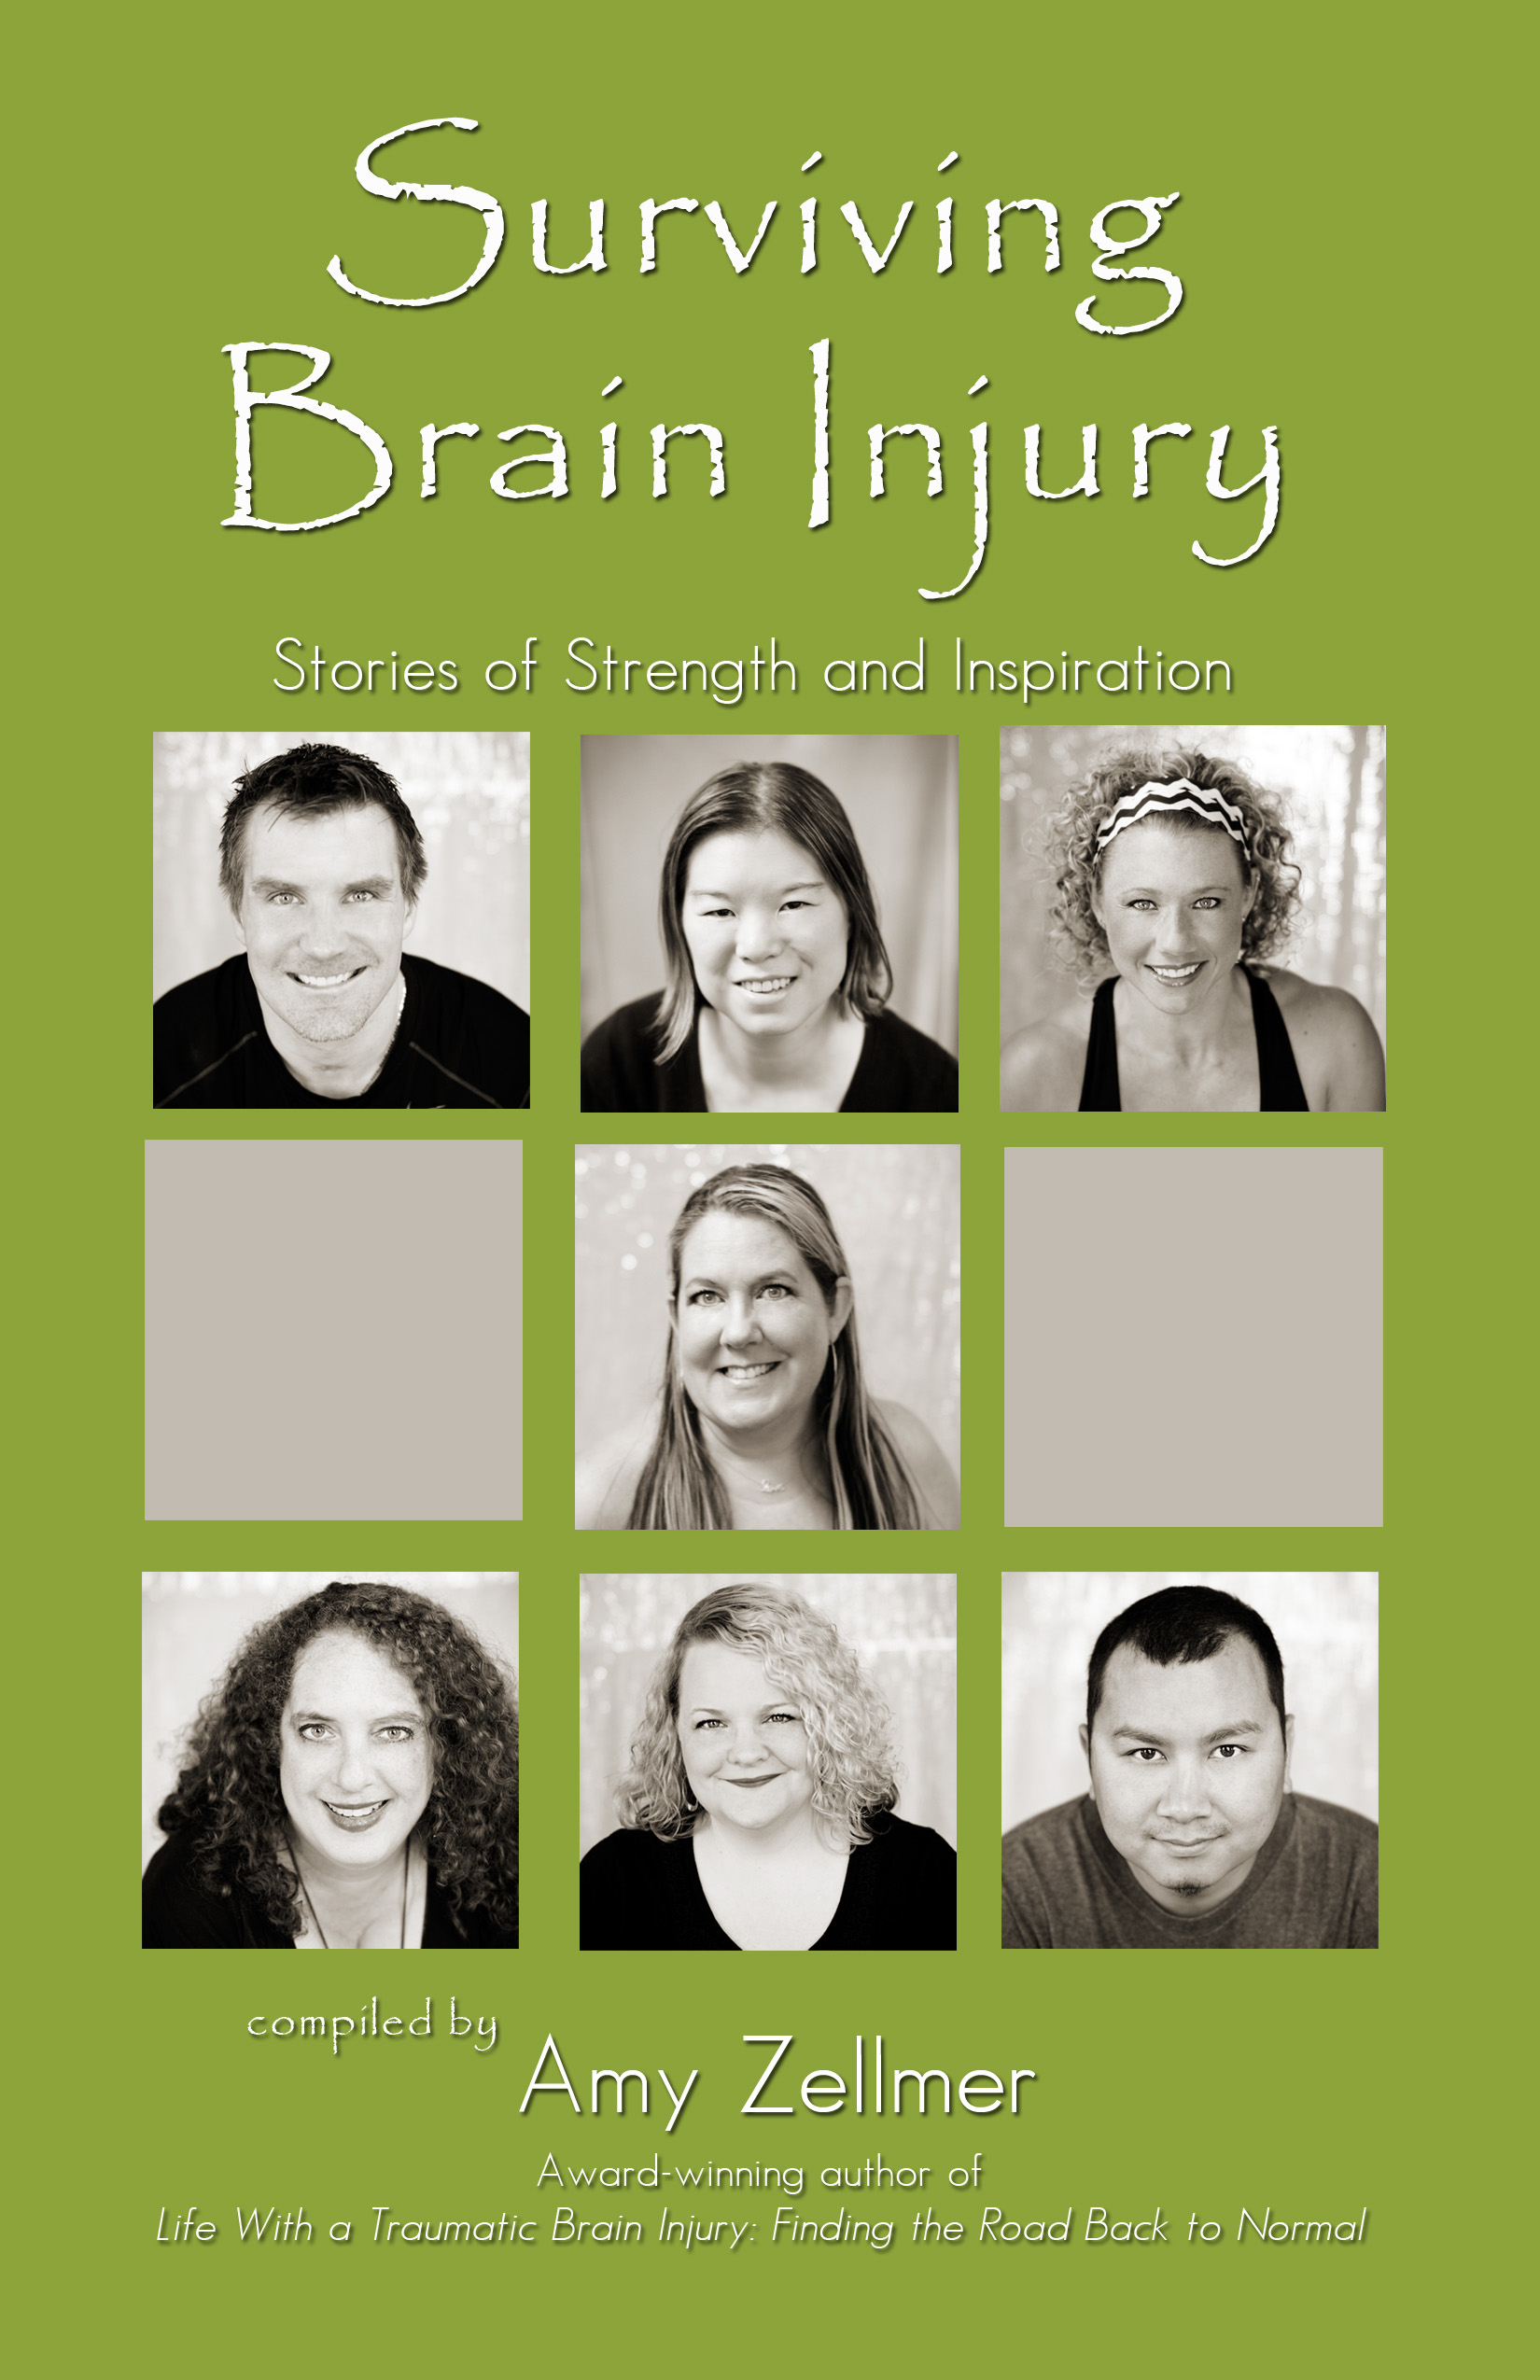 Surviving
Brain Injury
Stories of Strength and Inspiration
compiled by
Amy Zellmer
Award-winning author of
Life With a Traumatic Brain Injury: Finding the Road Back to Normal